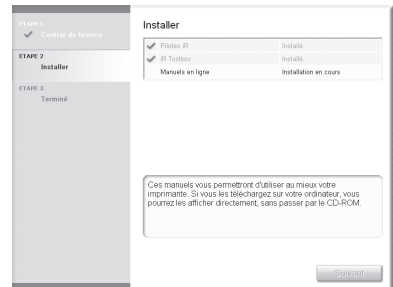 ETAPE 1
Contrat de licence
ETAPE 2
Installer
ETAPE 3
Terminé
Installer
Pilotes iR Installé.
iR Toolbox Installé.
Manuels en ligne Installation en cours
Ces manuels vous permettront d'utiliser au mieux votre
imprimante. Si vous les téléchargez sur votre ordinateur, vous
pourrez les afficher directement, sans passer par le CD-ROM.
Suivant